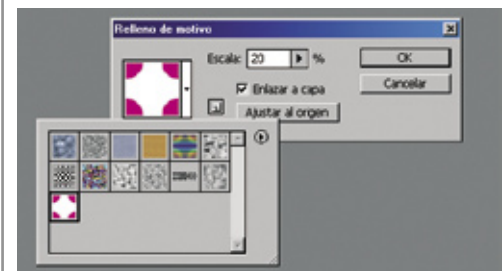 Relleno de motivo
Escala: 20 %
OK
Enlazar a capa
Cancelar
Ajustar al origen